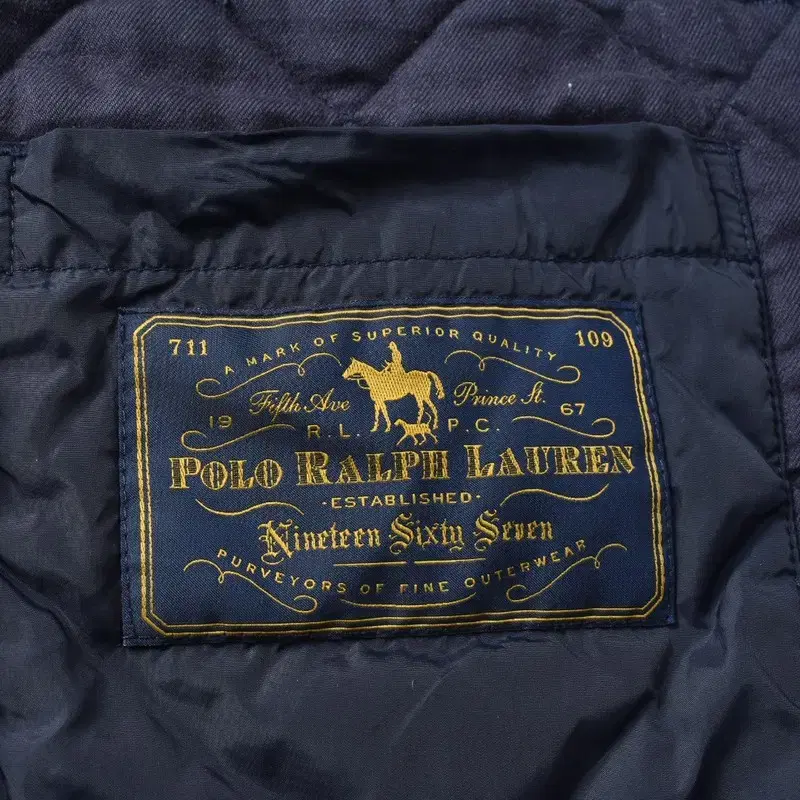 711 109
A MARK OF SUPERIOR QUALITY
Fifth Ave Prince St.
19 67
R.L. P.C.
POLO RALPH LAUREN
·ESTABLISHED·
Nineteen Sixty Seven
PURVEYORS OF FINE OUTERWEAR